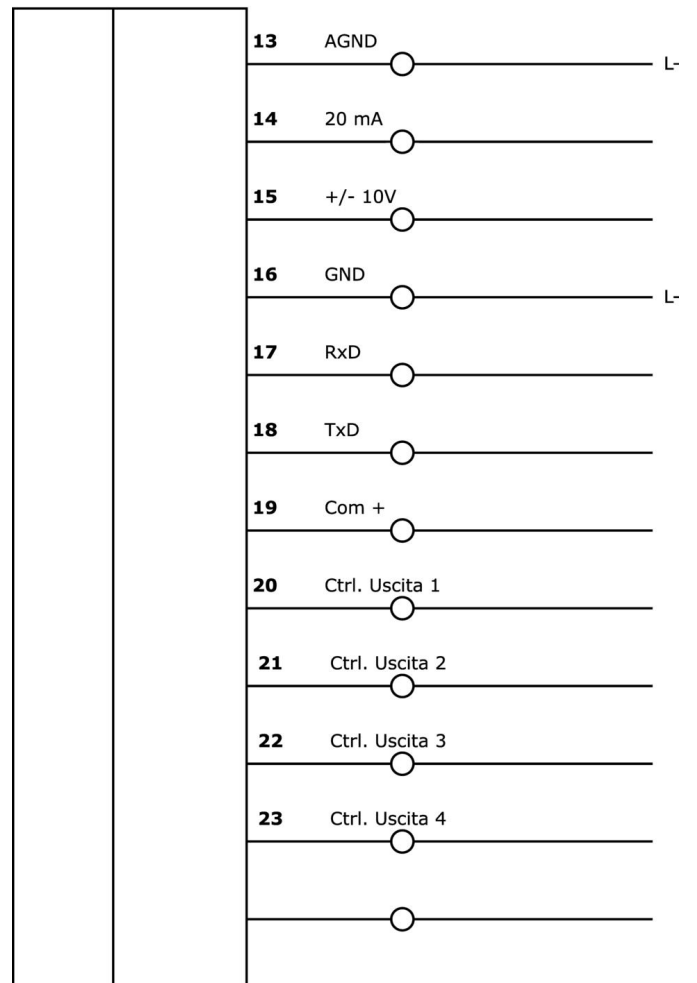 13 AGND L-
14 20 mA
15 +/- 10V
16 GND L-
17 RxD
18 TxD
19 Com +
20 Ctrl. Uscita 1
21 Ctrl. Uscita 2
22 Ctrl. Uscita 3
23 Ctrl. Uscita 4